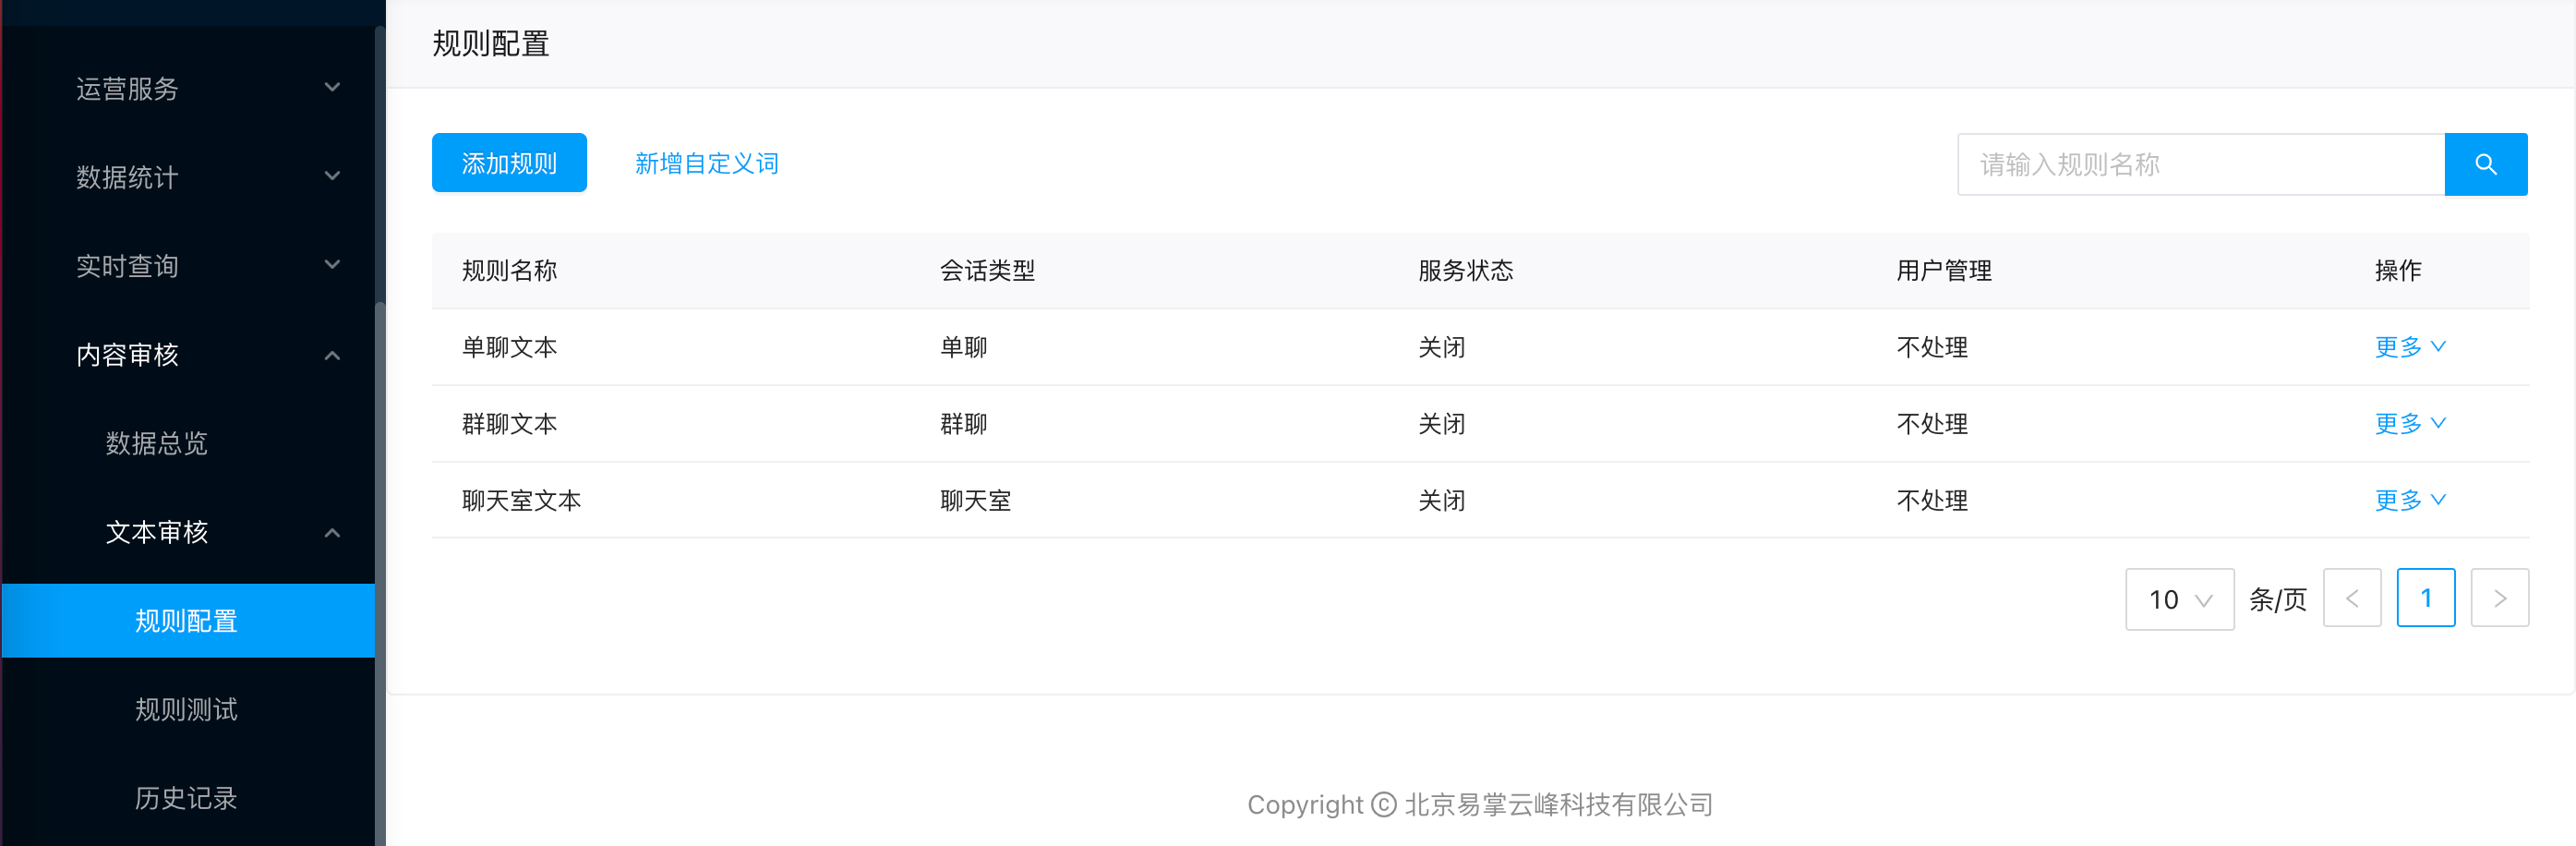 运营服务
数据统计
实时查询
内容审核
数据总览
文本审核
规则配置
规则测试
历史记录
规则配置
添加规则 新增自定义词 请输入规则名称
规则名称 会话类型 服务状态 用户管理 操作
单聊文本 单聊 关闭 不处理 更多
群聊文本 群聊 关闭 不处理 更多
聊天室文本 聊天室 关闭 不处理 更多
10 条/页 < 1 >
Copyright © 北京易掌云峰科技有限公司